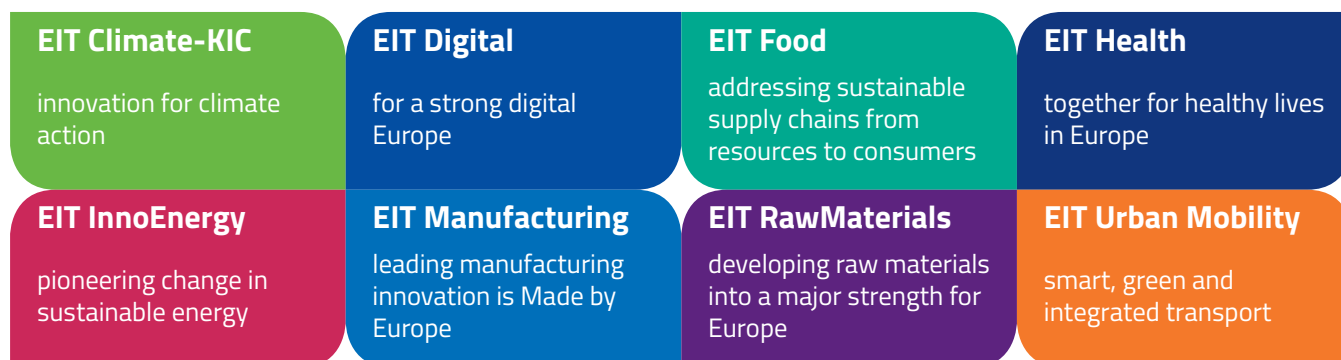 EIT Climate-KIC
innovation for climate
action
EIT Digital
for a strong digital
Europe
EIT Food
addressing sustainable
supply chains from
resources to consumers
EIT Health
together for healthy lives
in Europe
EIT InnoEnergy
pioneering change in
sustainable energy
EIT Manufacturing
leading manufacturing
innovation is Made by
Europe
EIT RawMaterials
developing raw materials
into a major strength for
Europe
EIT Urban Mobility
smart, green and
integrated transport